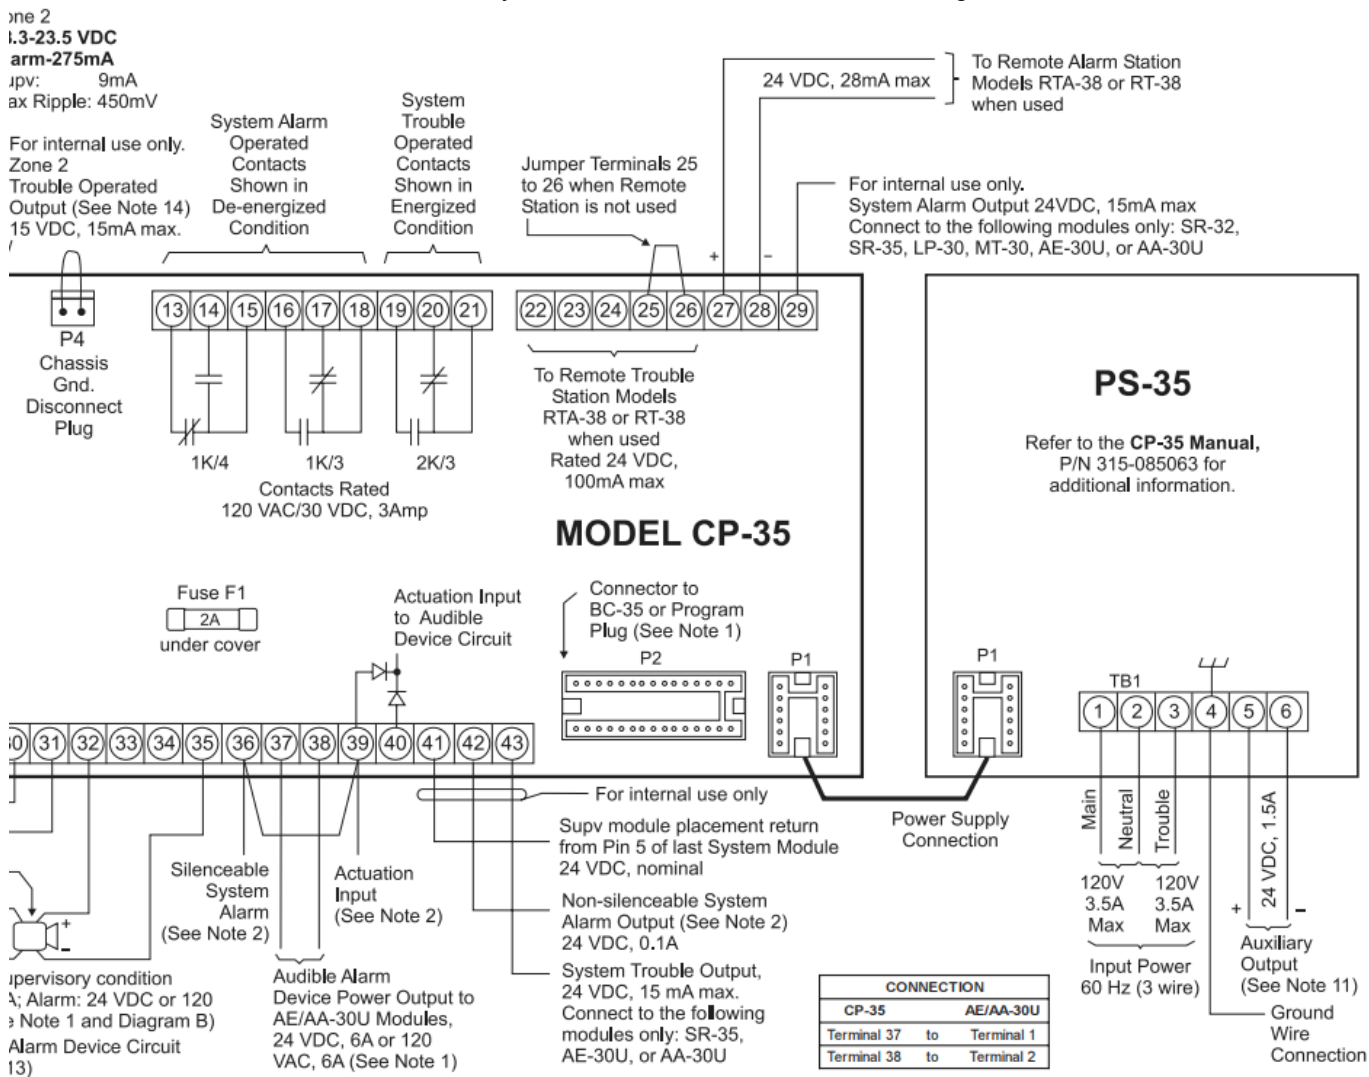 one 2
3.3-23.5 VDC
arm-275mA
upv: 9mA
ax Ripple: 450mV
For internal use only.
Zone 2
Trouble Operated
Output (See Note 14)
15 VDC, 15mA max.
System Alarm
Operated
Contacts
Shown in
De-energized
Condition
System
Trouble
Operated
Contacts
Shown in
Energized
Condition
Jumper Terminals 25
to 26 when Remote
Station is not used
24 VDC, 28mA max
To Remote Alarm Station
Models RTA-38 or RT-38
when used
For internal use only.
System Alarm Output 24VDC, 15mA max
Connect to the following modules only: SR-32,
SR-35, LP-30, MT-30, AE-30U, or AA-30U
+ −
P4
Chassis
Gnd.
Disconnect
Plug
13 14 15 16 17 18 19 20 21
22 23 24 25 26 27 28 29
1K/4 1K/3 2K/3
Contacts Rated
120 VAC/30 VDC, 3Amp
To Remote Trouble
Station Models
RTA-38 or RT-38
when used
Rated 24 VDC,
100mA max
PS-35
Refer to the CP-35 Manual,
P/N 315-085063 for
additional information.
MODEL CP-35
Fuse F1
2A
under cover
Actuation Input
to Audible
Device Circuit
Connector to
BC-35 or Program
Plug (See Note 1)
P2
P1
P1
TB1
1 2 3 4 5 6
30 31 32 33 34 35 36 37 38 39 40 41 42 43
For internal use only
Supv module placement return
from Pin 5 of last System Module
24 VDC, nominal
Power Supply
Connection
Main
Neutral
Trouble
24 VDC, 1.5A
+ −
120V
3.5A
Max
120V
3.5A
Max
Input Power
60 Hz (3 wire)
Auxiliary
Output
(See Note 11)
Ground
Wire
Connection
Silenceable
System
Alarm
(See Note 2)
Actuation
Input
(See Note 2)
Non-silenceable System
Alarm Output (See Note 2)
24 VDC, 0.1A
+
-
upervisory condition
A; Alarm: 24 VDC or 120
e Note 1 and Diagram B)
Alarm Device Circuit
13)
Audible Alarm
Device Power Output to
AE/AA-30U Modules,
24 VDC, 6A or 120
VAC, 6A (See Note 1)
System Trouble Output,
24 VDC, 15 mA max.
Connect to the following
modules only: SR-35,
AE-30U, or AA-30U
CONNECTION
CP-35 AE/AA-30U
Terminal 37 to Terminal 1
Terminal 38 to Terminal 2